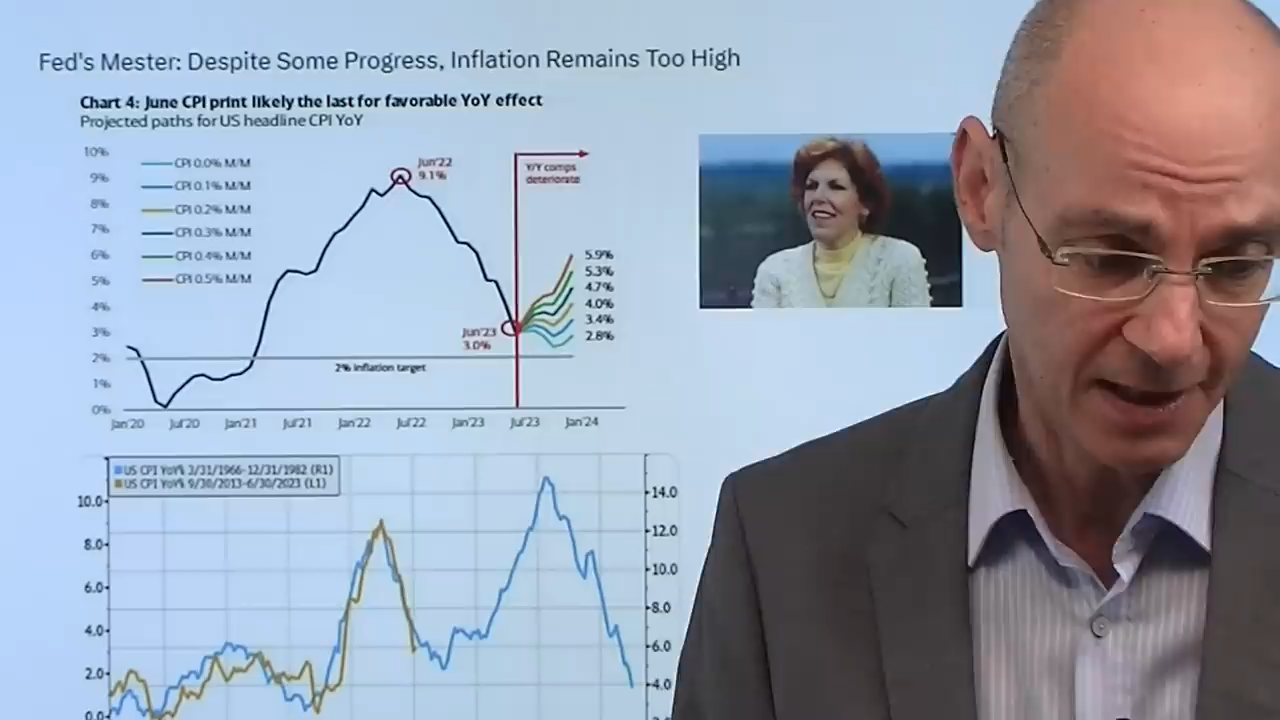 Fed's Mester: Despite Some Progress, Inflation Remains Too High
Chart 4: June CPI print likely the last for favorable YoY effect
Projected paths for US headline CPI YoY
10%
9%
8%
7%
6%
5%
4%
3%
2%
1%
0%
CPI 0.0% M/M
CPI 0.1% M/M
CPI 0.2% M/M
CPI 0.3% M/M
CPI 0.4% M/M
CPI 0.5% M/M
Jun'22
9.1%
Y/Y comps
deteriorate
5.9%
5.3%
4.7%
4.0%
3.4%
2.8%
Jun'23
3.0%
2% inflation target
Jan'20 Jul'20 Jan'21 Jul'21 Jan'22 Jul'22 Jan'23 Jul'23 Jan'24
US CPI YoY% 3/31/1966-12/31/1982 (R1)
US CPI YoY% 9/30/2013-6/30/2023 (L1)
10.0
8.0
6.0
4.0
2.0
0.0
14.0
12.0
10.0
8.0
6.0
4.0